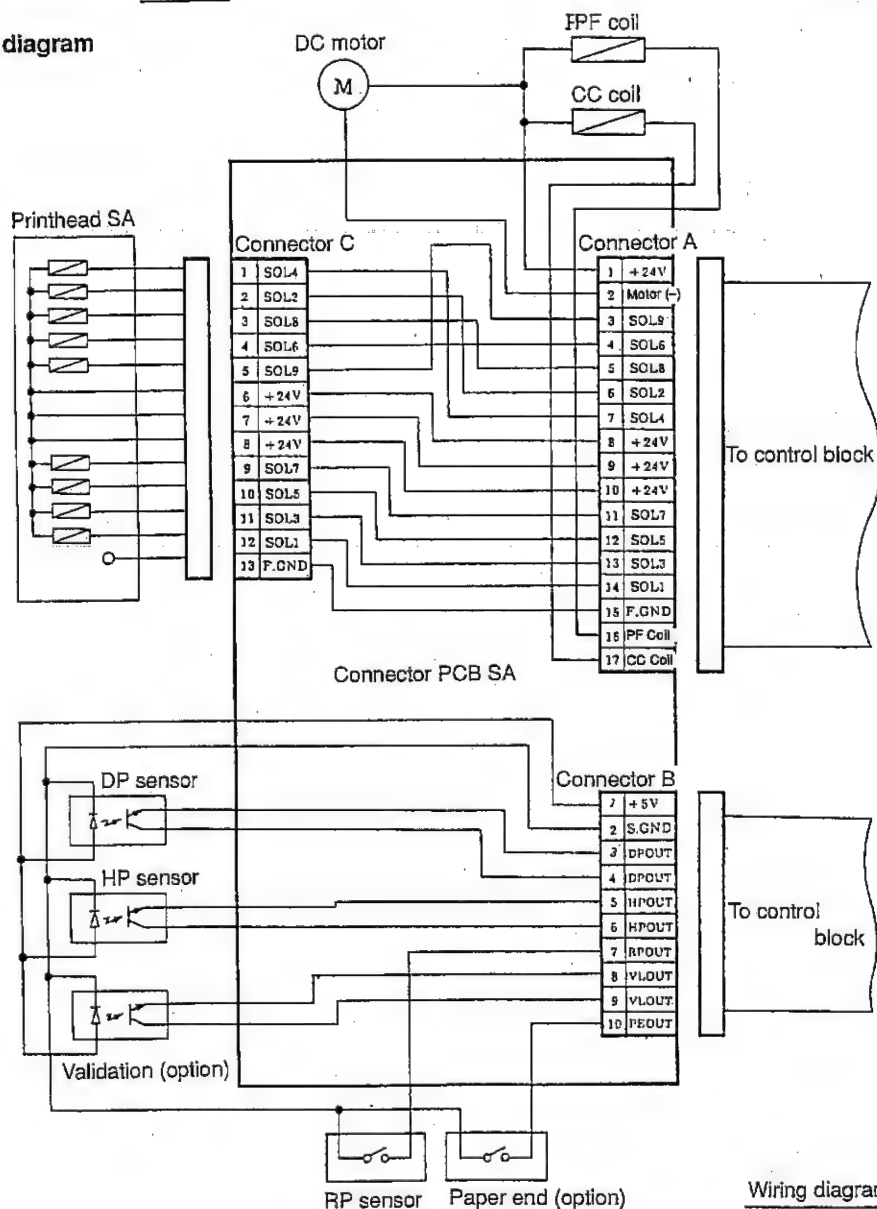 diagram
DC motor
PF coil
M
CC coil
Printhead SA
Connector C
Connector A
1 SOL4
2 SOL2
3 SOL8
4 SOL6
5 SOL9
6 +24V
7 +24V
8 +24V
9 SOL7
10 SOL5
11 SOL3
12 SOL1
13 F.GND
1 +24V
2 Motor (-)
3 SOL9
4 SOL6
5 SOL8
6 SOL2
7 SOL4
8 +24V
9 +24V
10 +24V
11 SOL7
12 SOL5
13 SOL3
14 SOL1
15 F.GND
16 PF Coil
17 CC Coil
To control block
Connector PCB SA
DP sensor
HP sensor
Validation (option)
Connector B
1 +5V
2 S.GND
3 DPOUT
4 DPOUT
5 HPOUT
6 HPOUT
7 RPOUT
8 VLOUT
9 VLOUT
10 PEOUT
To control
block
RP sensor
Paper end (option)
Wiring diagram